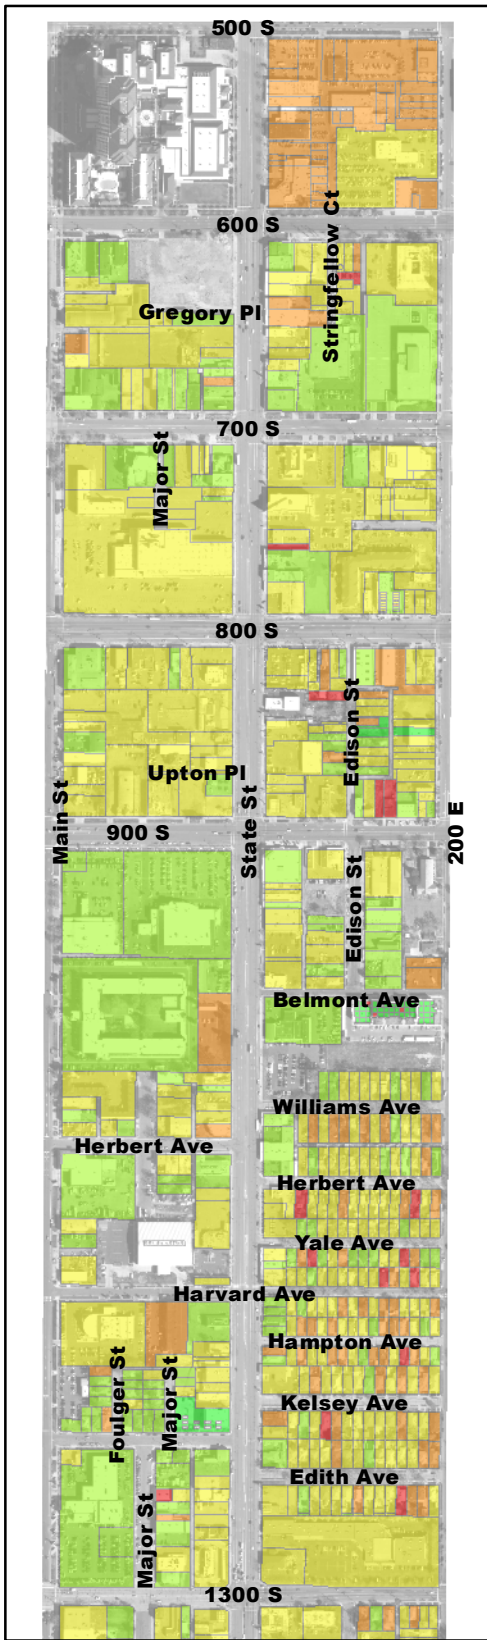 500 S
600 S
Stringfellow Ct
Gregory Pl
700 S
Major St
800 S
Edison St
Upton Pl
Main St
State St
200 E
900 S
Edison St
Belmont Ave
Williams Ave
Herbert Ave
Herbert Ave
Yale Ave
Harvard Ave
Hampton Ave
Foulger St
Major St
Kelsey Ave
Edith Ave
Major St
1300 S